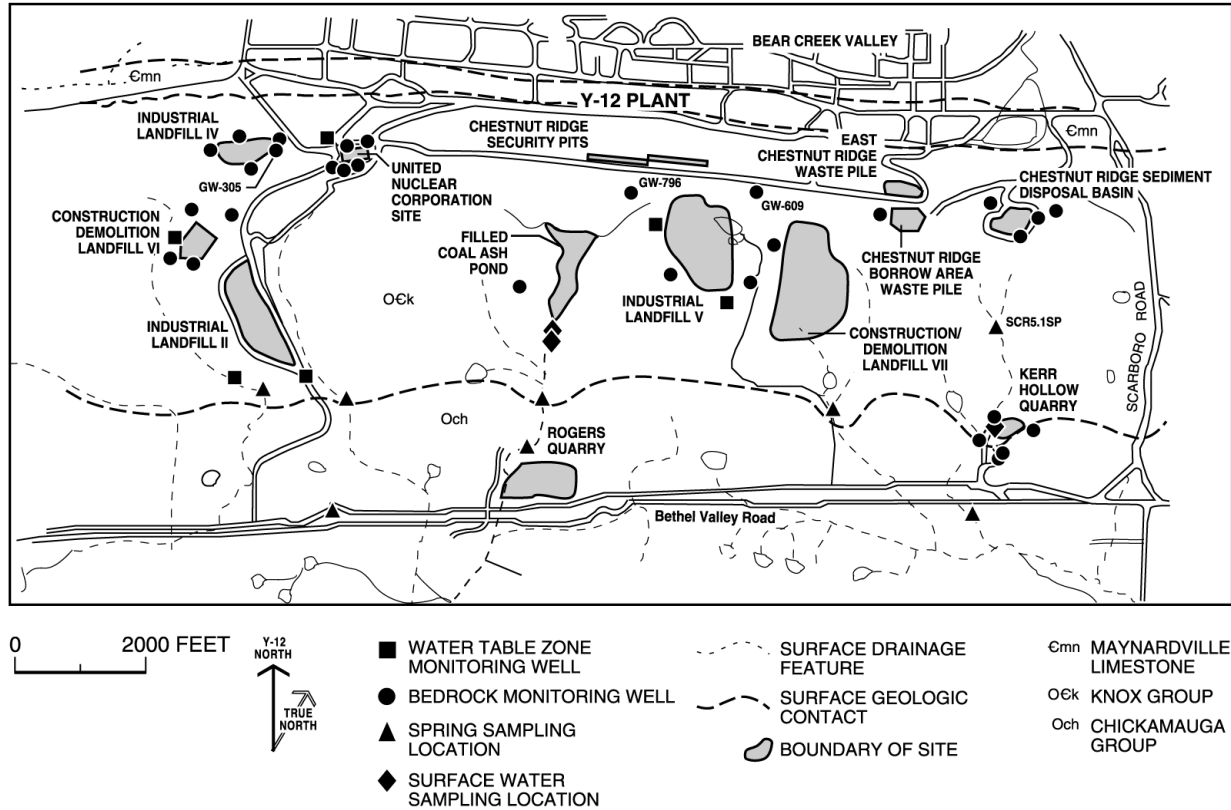 BEAR CREEK VALLEY
Єmn
Y-12 PLANT
INDUSTRIAL
LANDFILL IV
CHESTNUT RIDGE
SECURITY PITS
EAST
CHESTNUT RIDGE
WASTE PILE
Єmn
GW-305
UNITED
NUCLEAR
CORPORATION
SITE
GW-796
GW-609
CHESTNUT RIDGE SEDIMENT
DISPOSAL BASIN
CONSTRUCTION
DEMOLITION
LANDFILL VI
FILLED
COAL ASH
POND
CHESTNUT RIDGE
BORROW AREA
WASTE PILE
OЄk
INDUSTRIAL
LANDFILL V
INDUSTRIAL
LANDFILL II
CONSTRUCTION/
DEMOLITION
LANDFILL VII
SCR5.1SP
SCARBORO ROAD
KERR
HOLLOW
QUARRY
Och
ROGERS
QUARRY
Bethel Valley Road
0 2000 FEET
Y-12
NORTH
TRUE
NORTH
WATER TABLE ZONE
MONITORING WELL
BEDROCK MONITORING WELL
SPRING SAMPLING
LOCATION
SURFACE WATER
SAMPLING LOCATION
SURFACE DRAINAGE
FEATURE
SURFACE GEOLOGIC
CONTACT
BOUNDARY OF SITE
Єmn MAYNARDVILLE
LIMESTONE
OЄk KNOX GROUP
Och CHICKAMAUGA
GROUP